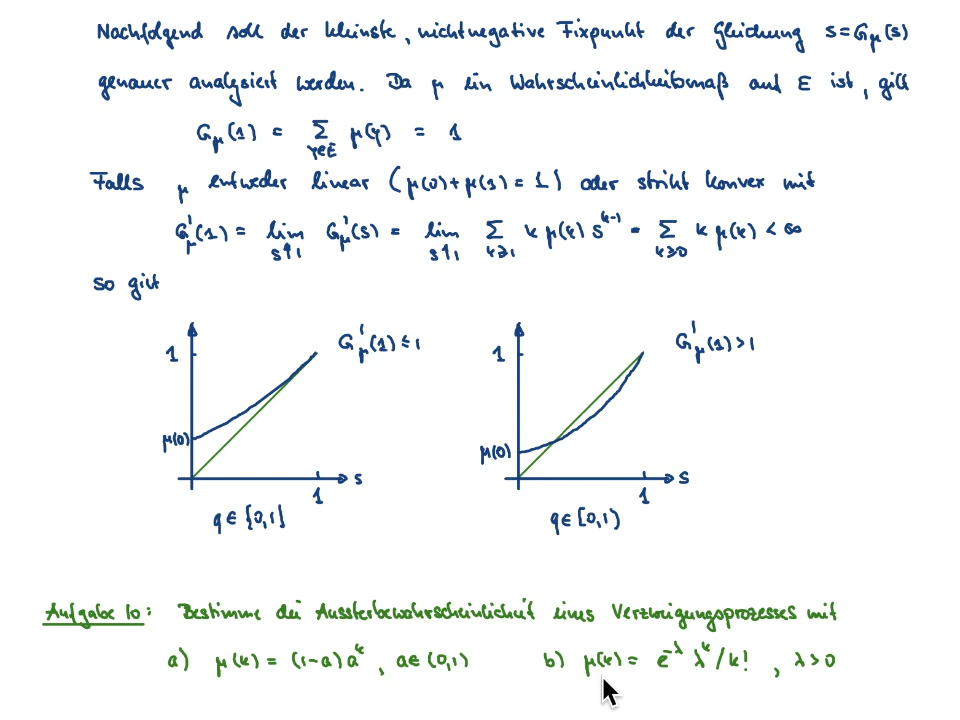 Nachfolgend soll der kleinste, nichtnegative Fixpunkt der Gleichung s = G_μ(s)
genauer analysiert werden. Da μ ein Wahrscheinlichkeitsmaß auf E ist, gilt
G_μ(1) = ∑_{y∈E} μ(y) = 1
Falls μ entweder linear (μ(0)+μ(1) = 1) oder strikt konvex mit
G'_μ(1) = lim_{s↑1} G'_μ(s) = lim_{s↑1} ∑_{k≥1} k μ(k) s^{k-1} = ∑_{k≥0} k μ(k) < ∞
so gilt
1 G'_μ(1) ≤ 1 1 G'_μ(1) > 1
μ(0) μ(0)
s s
1 1
q ∈ {0,1} q ∈ [0,1)
Aufgabe 10: Bestimme die Aussterbewahrscheinlichkeit eines Verzweigungsprozesses mit
a) μ(k) = (1-a) a^k, a ∈ (0,1) b) μ(k) = e^{-λ} λ^k / k! , λ > 0